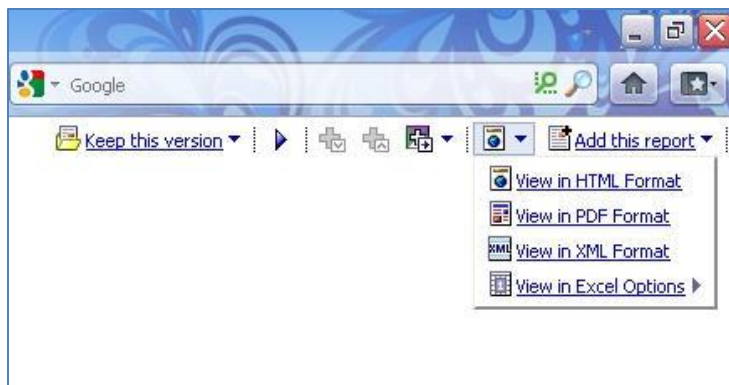 Google
Keep this version Add this report
View in HTML Format
View in PDF Format
XML View in XML Format
View in Excel Options